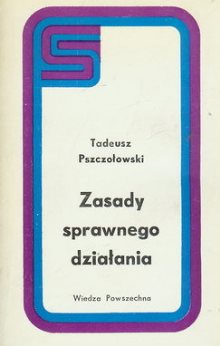 Tadeusz
Pszczołowski
Zasady
sprawnego
działania
Wiedza Powszechna